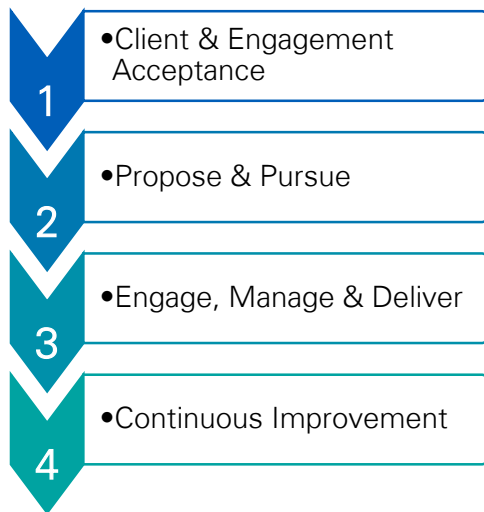 1
•Client & Engagement
Acceptance
2
•Propose & Pursue
3
•Engage, Manage & Deliver
4
•Continuous Improvement